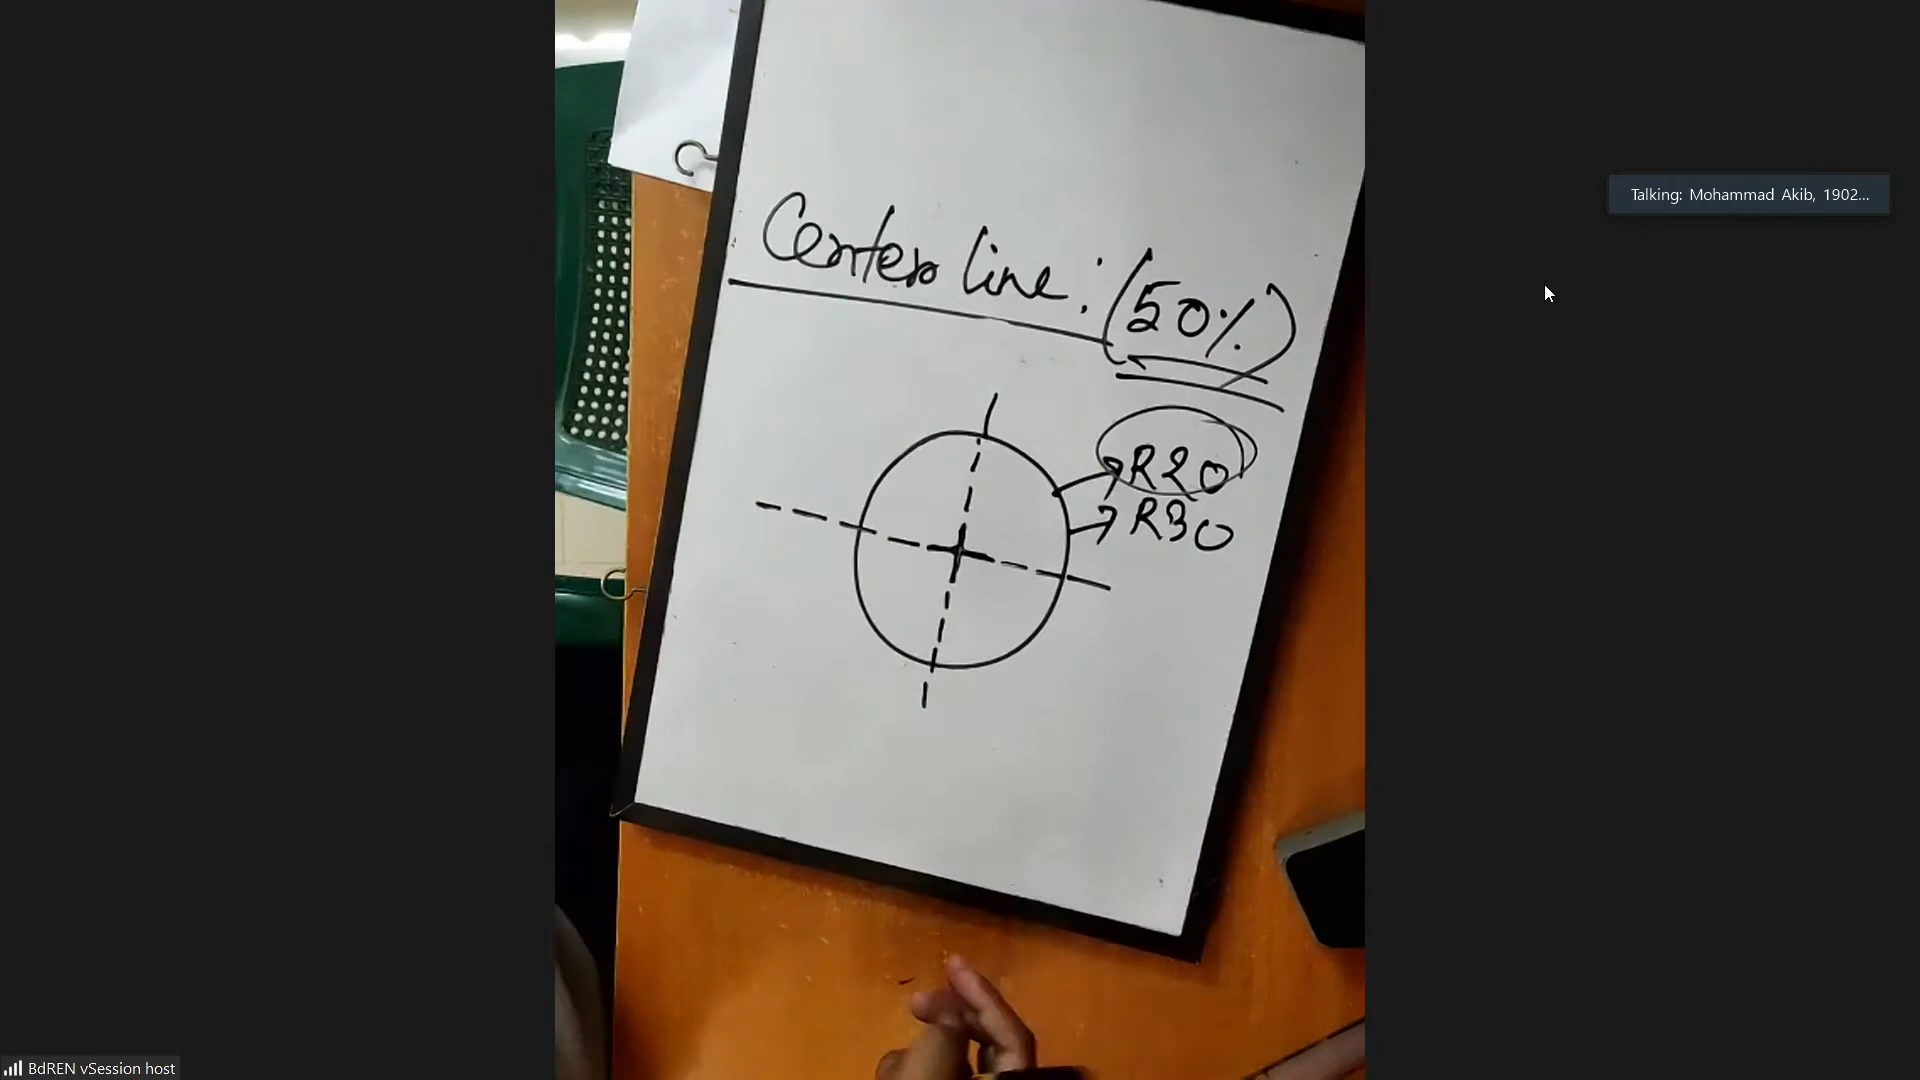 Talking: Mohammad Akib, 1902...
Center line: (50%)
R20
R30
BdREN vSession host